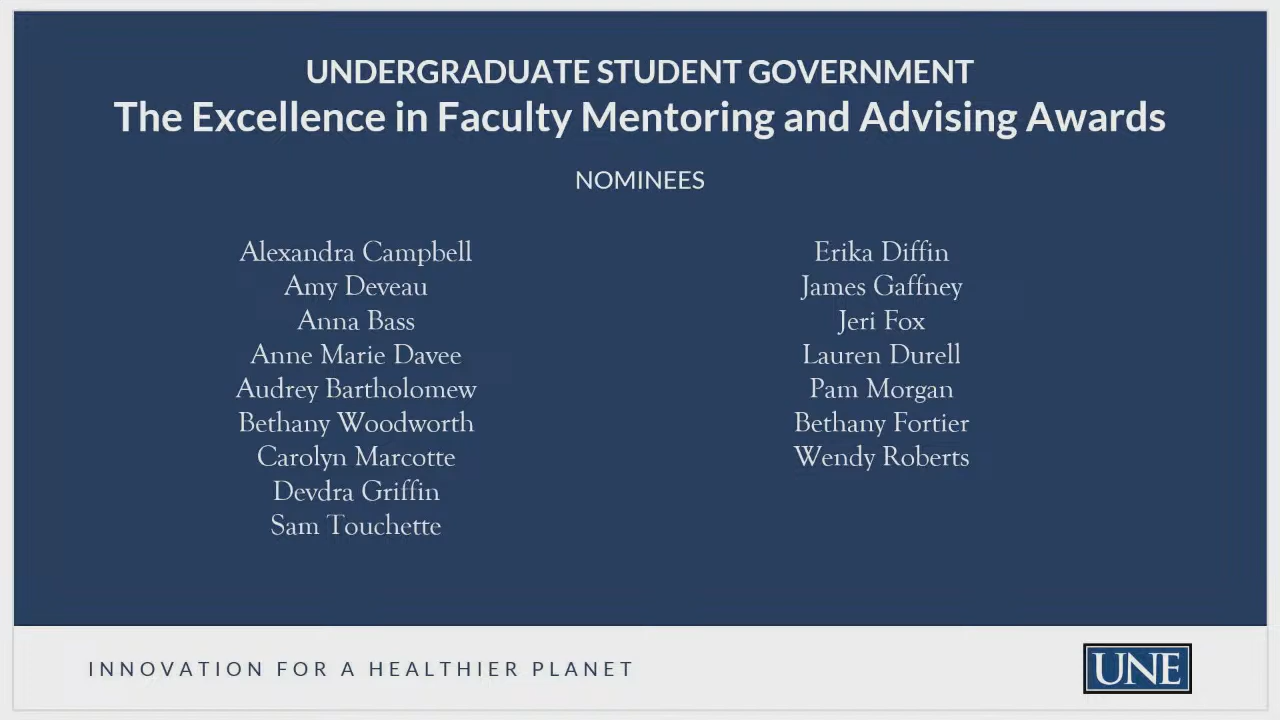 UNDERGRADUATE STUDENT GOVERNMENT
The Excellence in Faculty Mentoring and Advising Awards
NOMINEES
Alexandra Campbell
Amy Deveau
Anna Bass
Anne Marie Davee
Audrey Bartholomew
Bethany Woodworth
Carolyn Marcotte
Devdra Griffin
Sam Touchette
Erika Diffin
James Gaffney
Jeri Fox
Lauren Durell
Pam Morgan
Bethany Fortier
Wendy Roberts
INNOVATION FOR A HEALTHIER PLANET
UNE